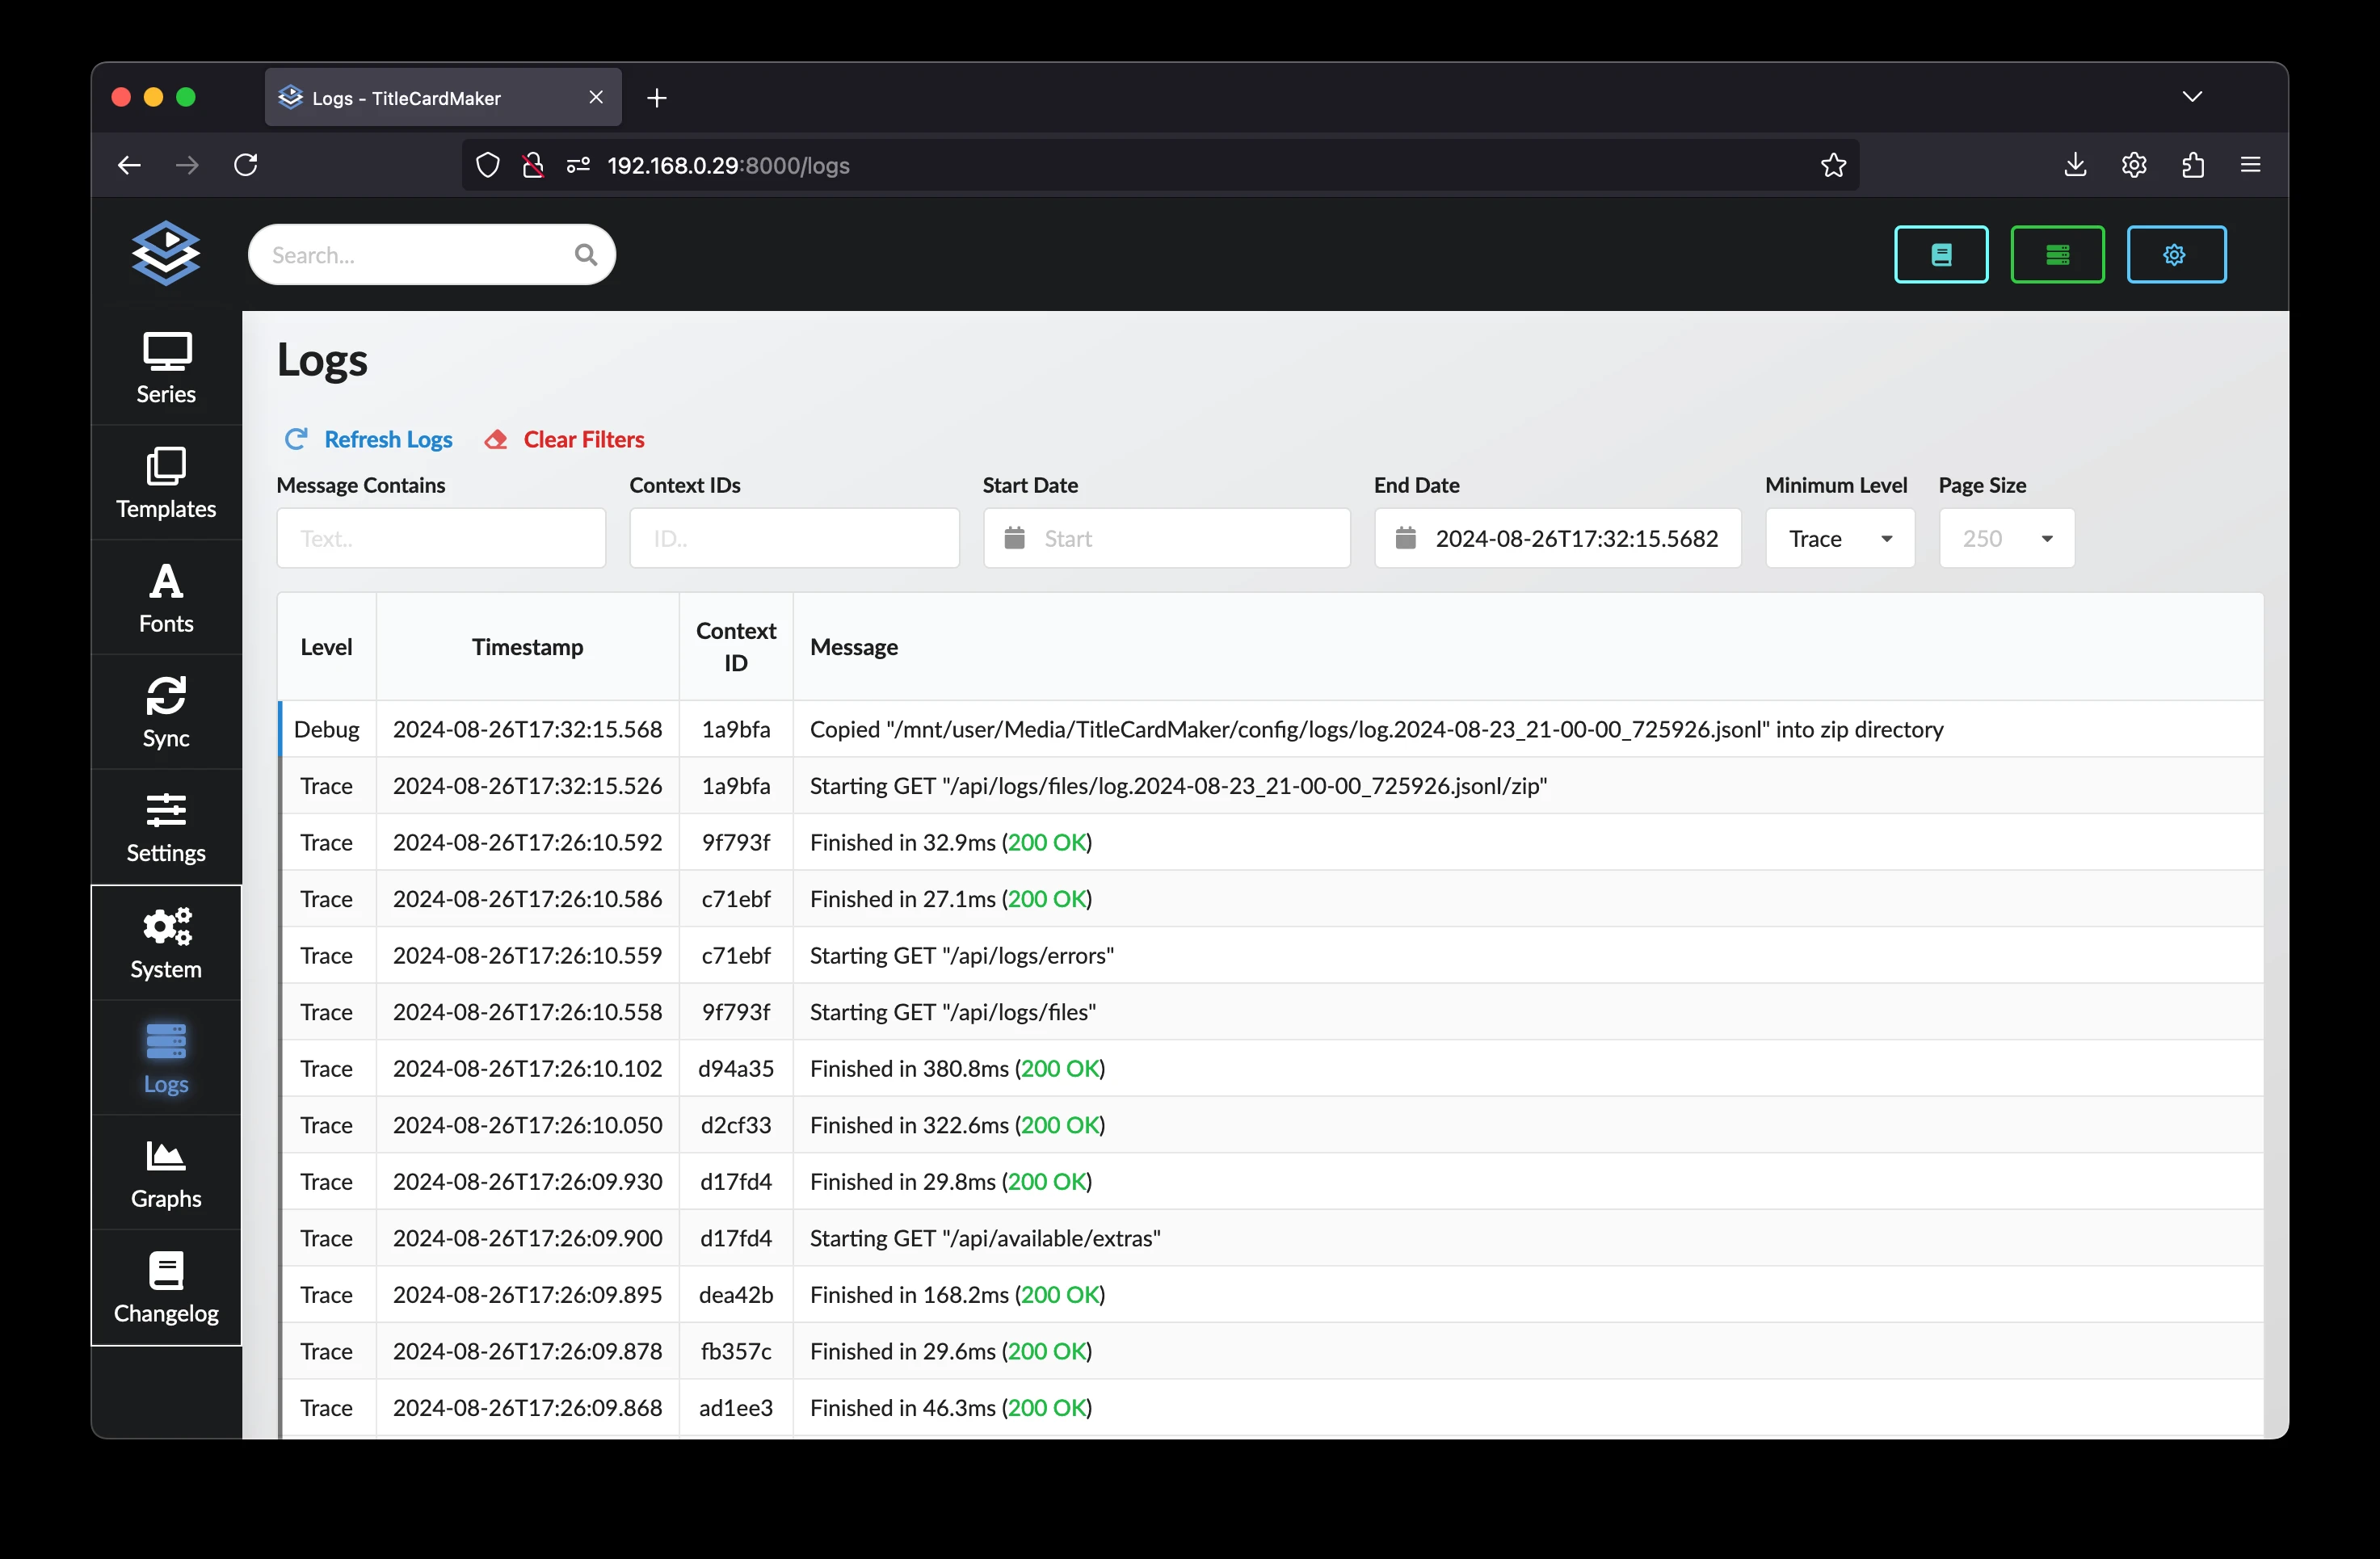 Logs - TitleCardMaker
192.168.0.29:8000/logs
Search...
Series
Templates
Fonts
Sync
Settings
System
Logs
Graphs
Changelog
Logs
Refresh Logs Clear Filters
Message Contains Context IDs Start Date End Date Minimum Level Page Size
Text.. ID.. Start 2024-08-26T17:32:15.5682 Trace 250
Level Timestamp Context ID Message
Debug 2024-08-26T17:32:15.568 1a9bfa Copied "/mnt/user/Media/TitleCardMaker/config/logs/log.2024-08-23_21-00-00_725926.jsonl" into zip directory
Trace 2024-08-26T17:32:15.526 1a9bfa Starting GET "/api/logs/files/log.2024-08-23_21-00-00_725926.jsonl/zip"
Trace 2024-08-26T17:26:10.592 9f793f Finished in 32.9ms (200 OK)
Trace 2024-08-26T17:26:10.586 c71ebf Finished in 27.1ms (200 OK)
Trace 2024-08-26T17:26:10.559 c71ebf Starting GET "/api/logs/errors"
Trace 2024-08-26T17:26:10.558 9f793f Starting GET "/api/logs/files"
Trace 2024-08-26T17:26:10.102 d94a35 Finished in 380.8ms (200 OK)
Trace 2024-08-26T17:26:10.050 d2cf33 Finished in 322.6ms (200 OK)
Trace 2024-08-26T17:26:09.930 d17fd4 Finished in 29.8ms (200 OK)
Trace 2024-08-26T17:26:09.900 d17fd4 Starting GET "/api/available/extras"
Trace 2024-08-26T17:26:09.895 dea42b Finished in 168.2ms (200 OK)
Trace 2024-08-26T17:26:09.878 fb357c Finished in 29.6ms (200 OK)
Trace 2024-08-26T17:26:09.868 ad1ee3 Finished in 46.3ms (200 OK)